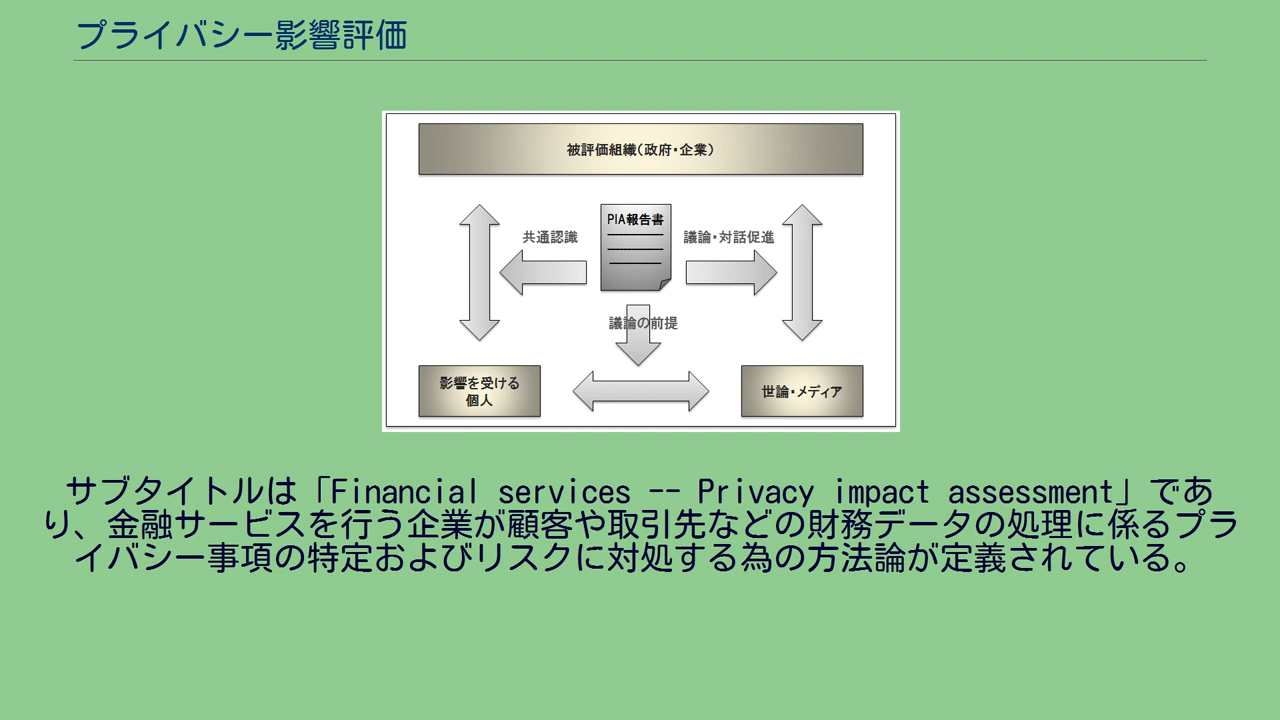 プライバシー影響評価
被評価組織（政府・企業）
PIA報告書
共通認識
議論・対話促進
議論の前提
影響を受ける
個人
世論・メディア
サブタイトルは「Financial services -- Privacy impact assessment」であ
り、金融サービスを行う企業が顧客や取引先などの財務データの処理に係るプラ
イバシー事項の特定およびリスクに対処する為の方法論が定義されている。